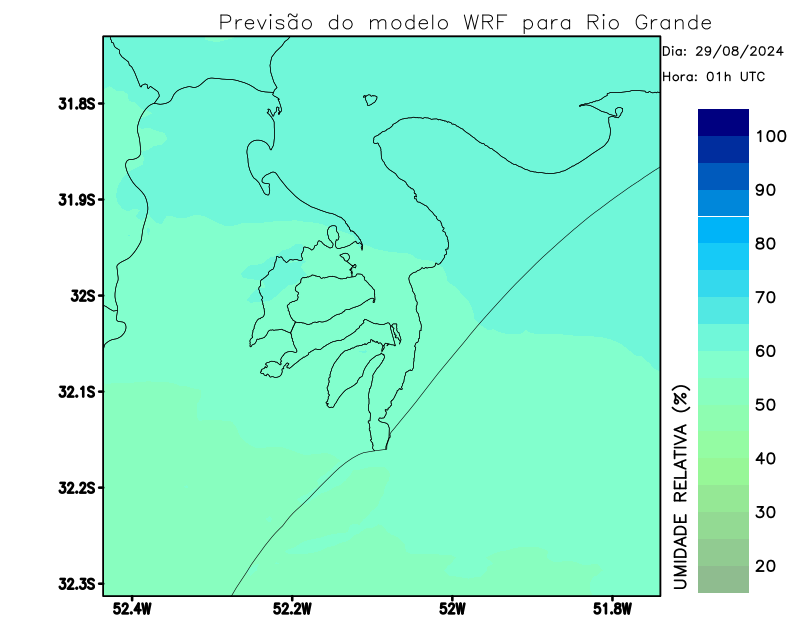 Previsão do modelo WRF para Rio Grande
Dia: 29/08/2024
Hora: 01h UTC
31.8S
31.9S
32S
32.1S
32.2S
32.3S
52.4W
52.2W
52W
51.8W
100
90
80
70
60
50
40
30
20
UMIDADE RELATIVA (%)